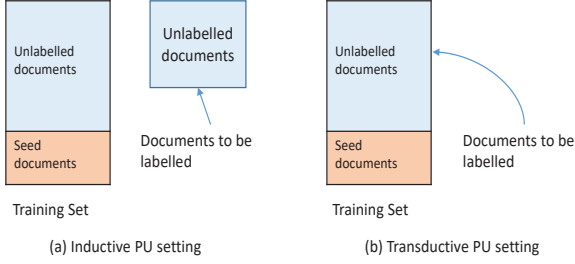 Unlabelled
documents
Seed
documents
Training Set
Unlabelled
documents
Documents to be
labelled
(a) Inductive PU setting
Unlabelled
documents
Seed
documents
Training Set
Documents to be
labelled
(b) Transductive PU setting